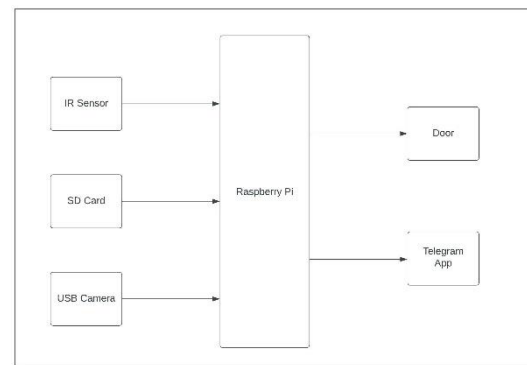 IR Sensor
SD Card
USB Camera
Raspberry Pi
Door
Telegram
App